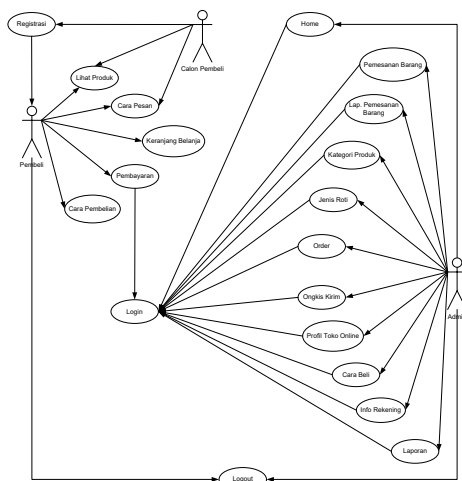 Registrasi
Home
Calon Pembeli
Lihat Produk
Pemesanan Barang
Cara Pesan
Lap. Pemesanan
Barang
Keranjang Belanja
Kategori Produk
Pembeli
Pembayaran
Jenis Roti
Cara Pembelian
Order
Ongkis Kirim
Login
Admi
Profil Toko Online
Cara Beli
Info Rekening
Laporan
Logout